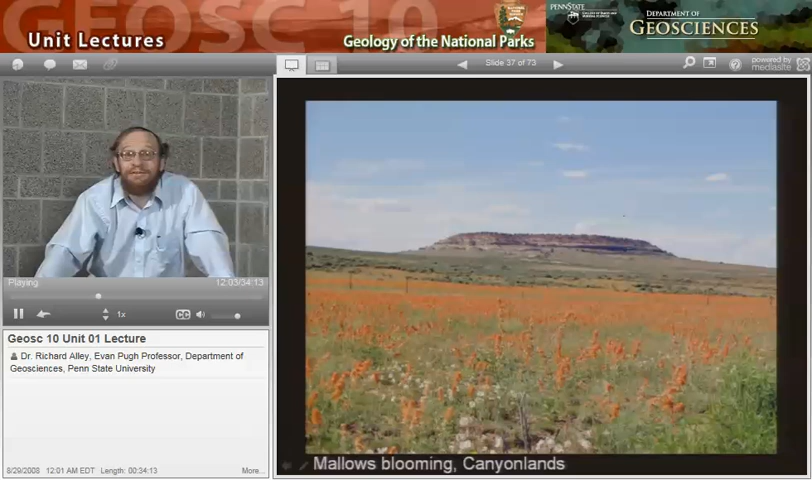 GEOSC 10
Unit Lectures
Geology of the National Parks
PENNSTATE
DEPARTMENT OF
GEOSCIENCES
Slide 37 of 73
powered by
mediasite
Playing
12:03/34:13
1x
CC
Geosc 10 Unit 01 Lecture
Dr. Richard Alley, Evan Pugh Professor, Department of
Geosciences, Penn State University
8/29/2008 12:01 AM EDT Length: 00:34:13 More...
Mallows blooming, Canyonlands